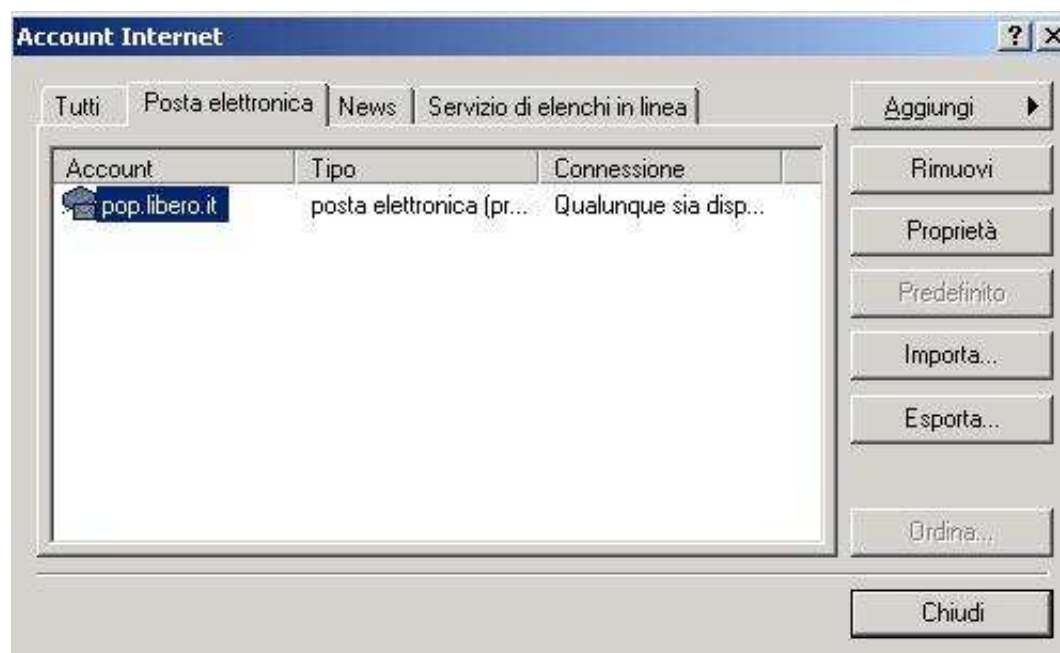 Account Internet
Tutti Posta elettronica News Servizio di elenchi in linea
Account Tipo Connessione
pop.libero.it posta elettronica (pr... Qualunque sia disp...
Aggiungi
Rimuovi
Proprietà
Predefinito
Importa...
Esporta...
Ordina...
Chiudi